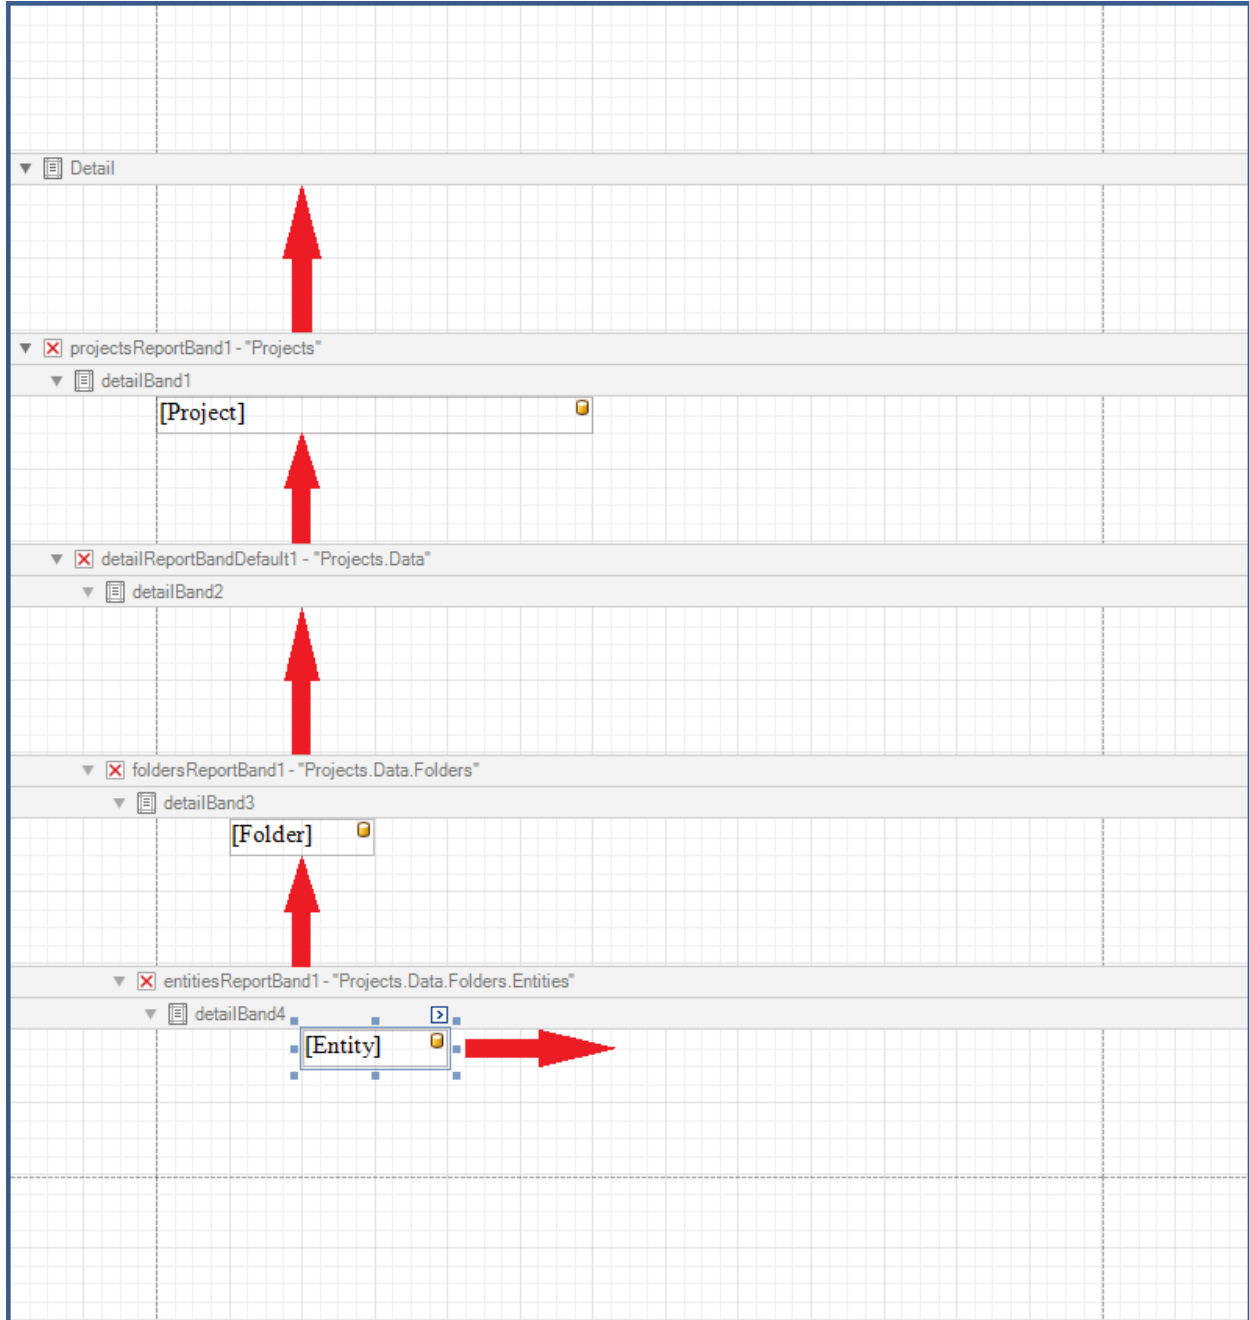 Detail
projectsReportBand1 - "Projects"
detailBand1
[Project]
detailReportBandDefault1 - "Projects.Data"
detailBand2
foldersReportBand1 - "Projects.Data.Folders"
detailBand3
[Folder]
entitiesReportBand1 - "Projects.Data.Folders.Entities"
detailBand4
[Entity]